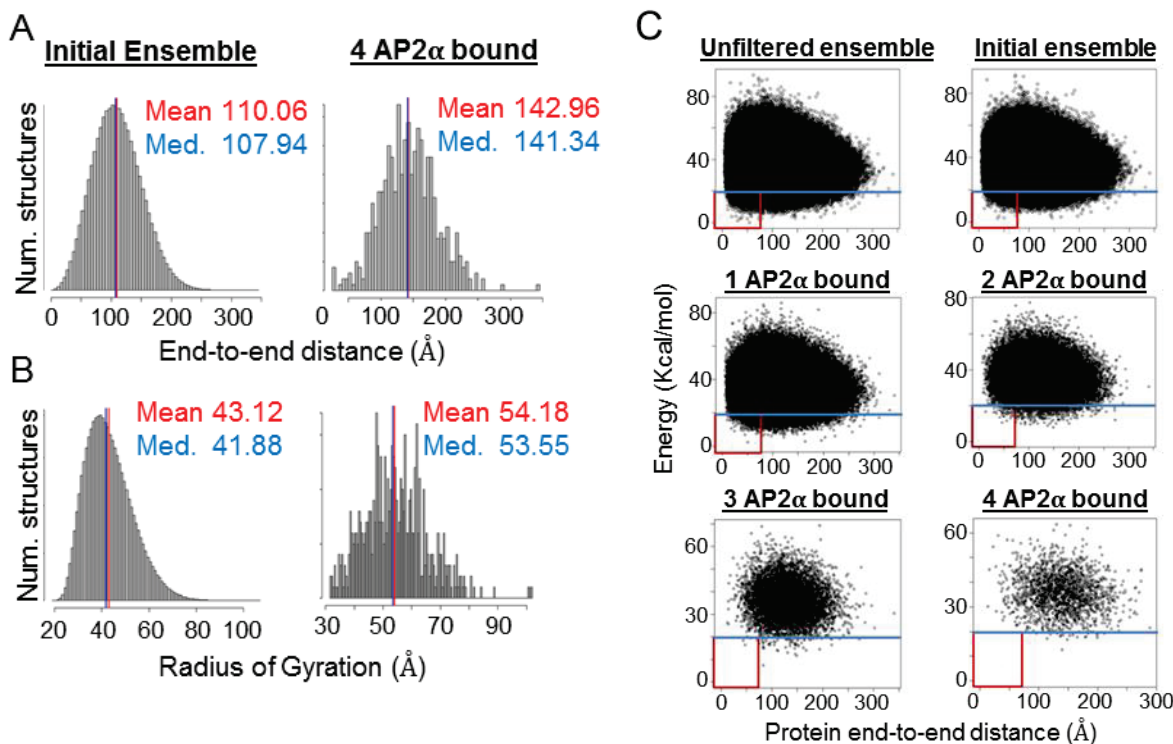 A
Initial Ensemble
4 AP2α bound
Num. structures
Mean 110.06
Med. 107.94
Mean 142.96
Med. 141.34
0 100 200 300
0 100 200 300
End-to-end distance (Å)
B
Num. structures
Mean 43.12
Med. 41.88
Mean 54.18
Med. 53.55
20 40 60 80 100
30 50 70 90
Radius of Gyration (Å)
C
Unfiltered ensemble
Initial ensemble
Energy (Kcal/mol)
80
40
0
80
40
0
0 100 200 300
0 100 200 300
1 AP2α bound
2 AP2α bound
80
40
0
80
40
0
0 100 200 300
0 100 200 300
3 AP2α bound
4 AP2α bound
60
30
0
60
30
0
0 100 200 300
0 100 200 300
Protein end-to-end distance (Å)